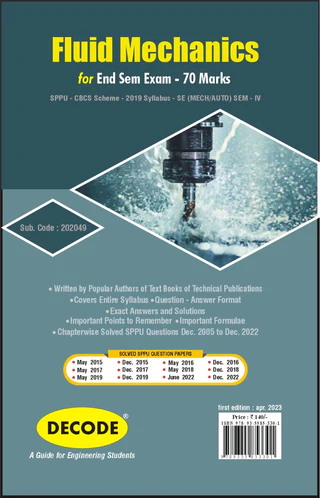 Fluid Mechanics
for End Sem Exam - 70 Marks
SPPU - CBCS Scheme - 2019 Syllabus - SE (MECH/AUTO) SEM - IV
Sub. Code : 202049
• Written by Popular Authors of Text Books of Technical Publications
• Covers Entire Syllabus • Question - Answer Format
• Exact Answers and Solutions
• Important Points to Remember • Important Formulae
• Chapterwise Solved SPPU Questions Dec. 2005 to Dec. 2022
SOLVED SPPU QUESTION PAPERS
• May 2015 • Dec. 2015 • May 2016 • Dec. 2016
• May 2017 • Dec. 2017 • May 2018 • Dec. 2018
• May 2019 • Dec. 2019 • June 2022 • Dec. 2022
first edition : apr. 2023
Price : ₹ 140/-
DECODE®
A Guide for Engineering Students